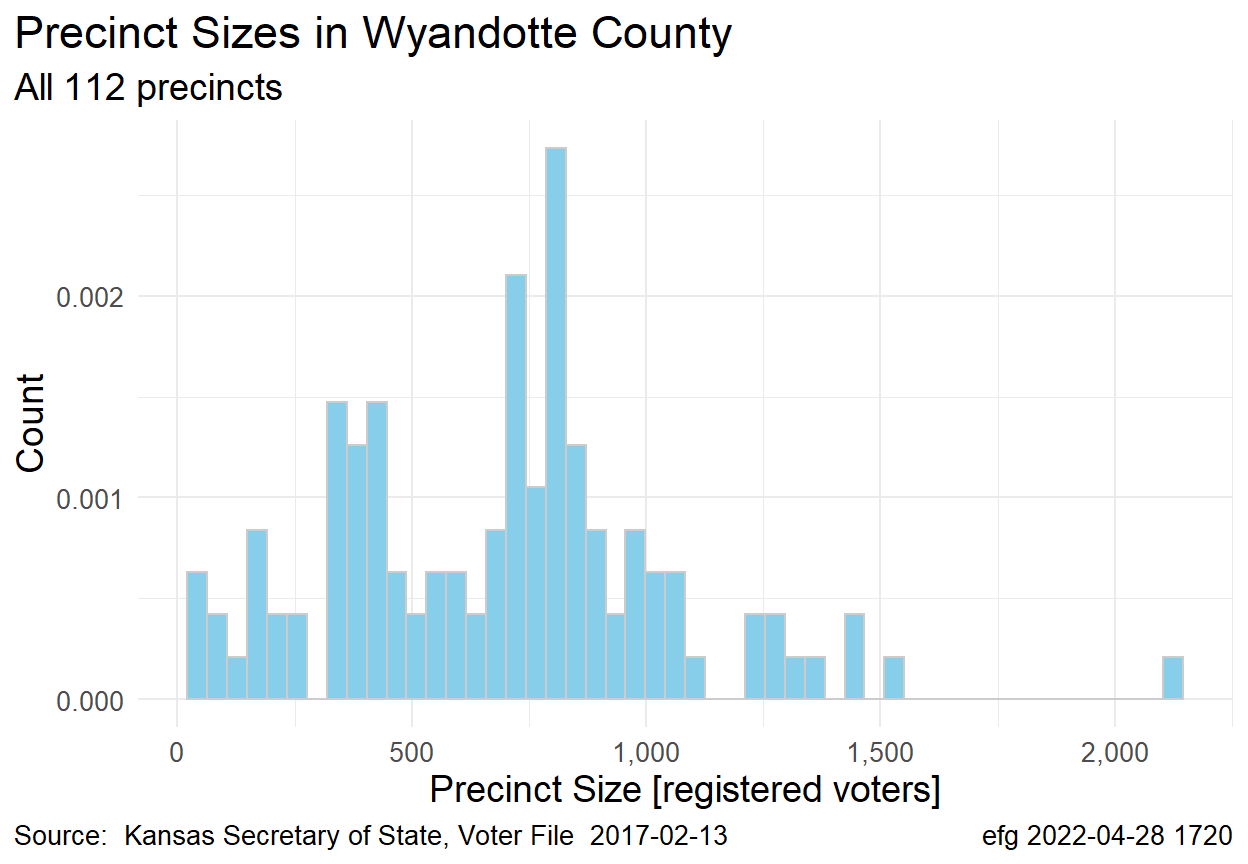 Precinct Sizes in Wyandotte County
All 112 precincts
Count
0.002
0.001
0.000
0 500 1,000 1,500 2,000
Precinct Size [registered voters]
Source:  Kansas Secretary of State, Voter File  2017-02-13
efg 2022-04-28 1720